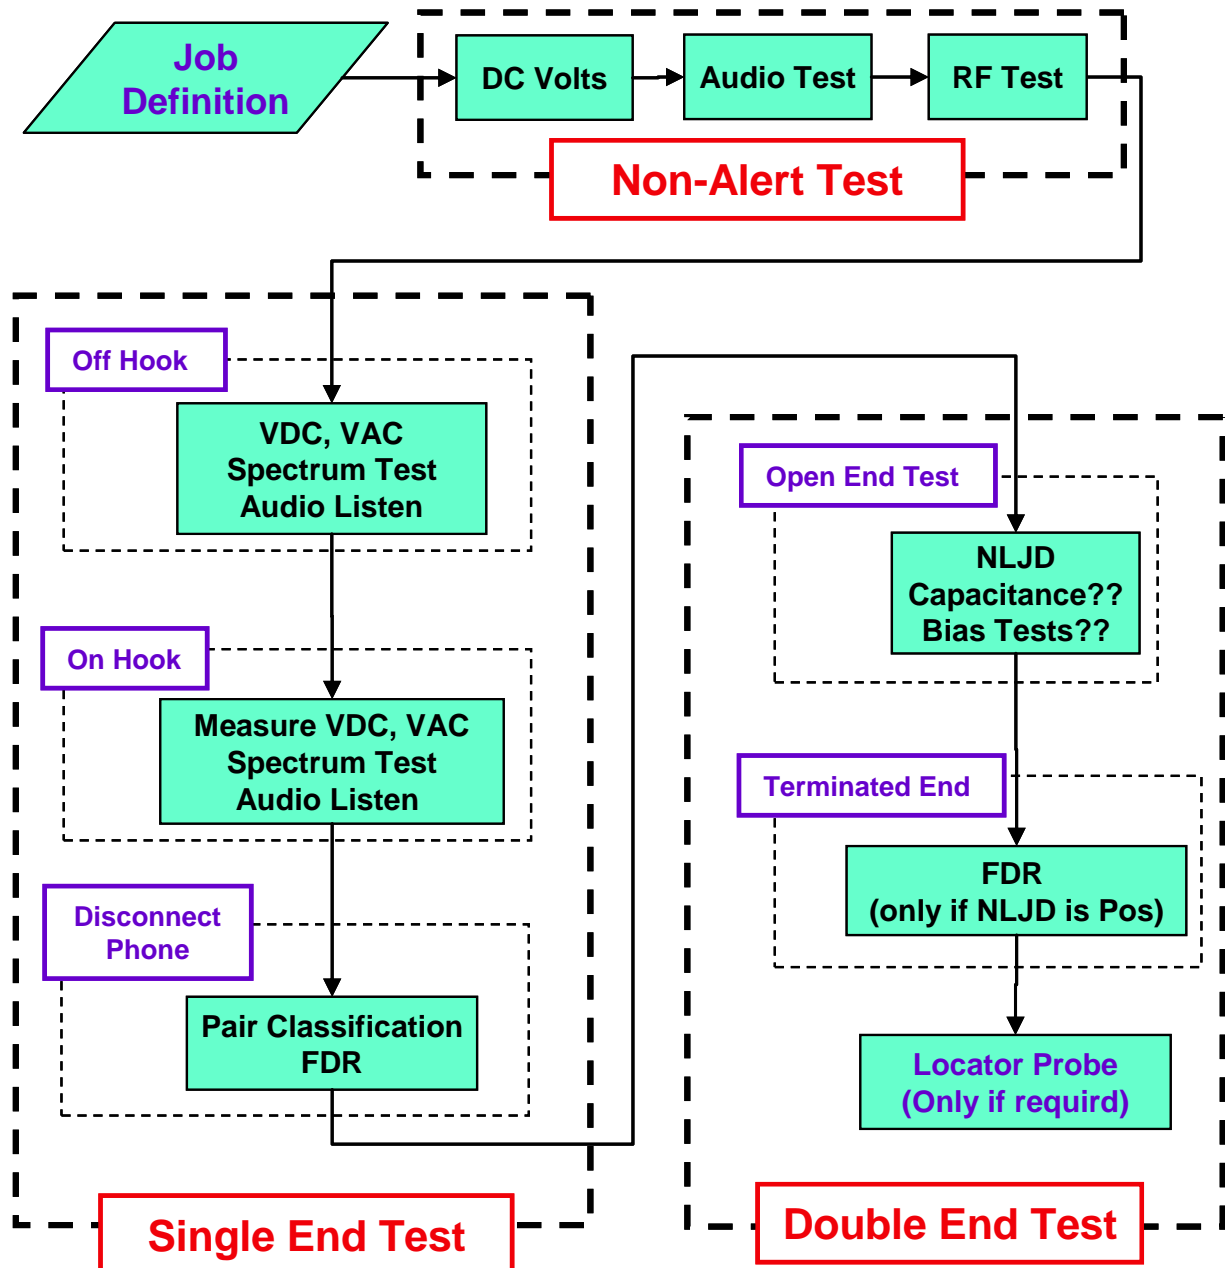 Job
Definition
DC Volts
Audio Test
RF Test
Non-Alert Test
Off Hook
VDC, VAC
Spectrum Test
Audio Listen
On Hook
Measure VDC, VAC
Spectrum Test
Audio Listen
Disconnect
Phone
Pair Classification
FDR
Single End Test
Open End Test
NLJD
Capacitance??
Bias Tests??
Terminated End
FDR
(only if NLJD is Pos)
Locator Probe
(Only if requird)
Double End Test